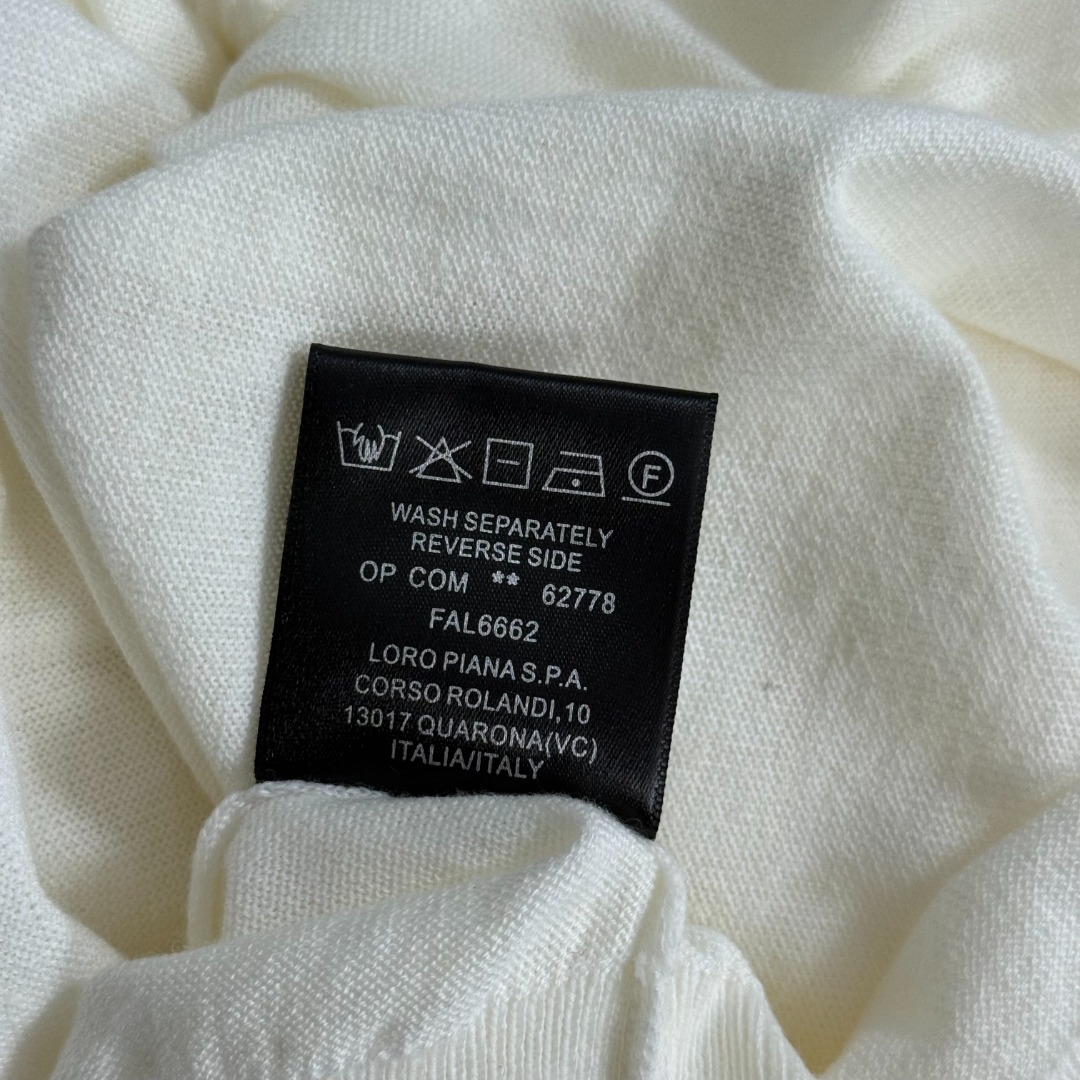 F
WASH SEPARATELY
REVERSE SIDE
OP COM ** 62778
FAL6662
LORO PIANA S.P.A.
CORSO ROLANDI,10
13017 QUARONA(VC)
ITALIA/ITALY